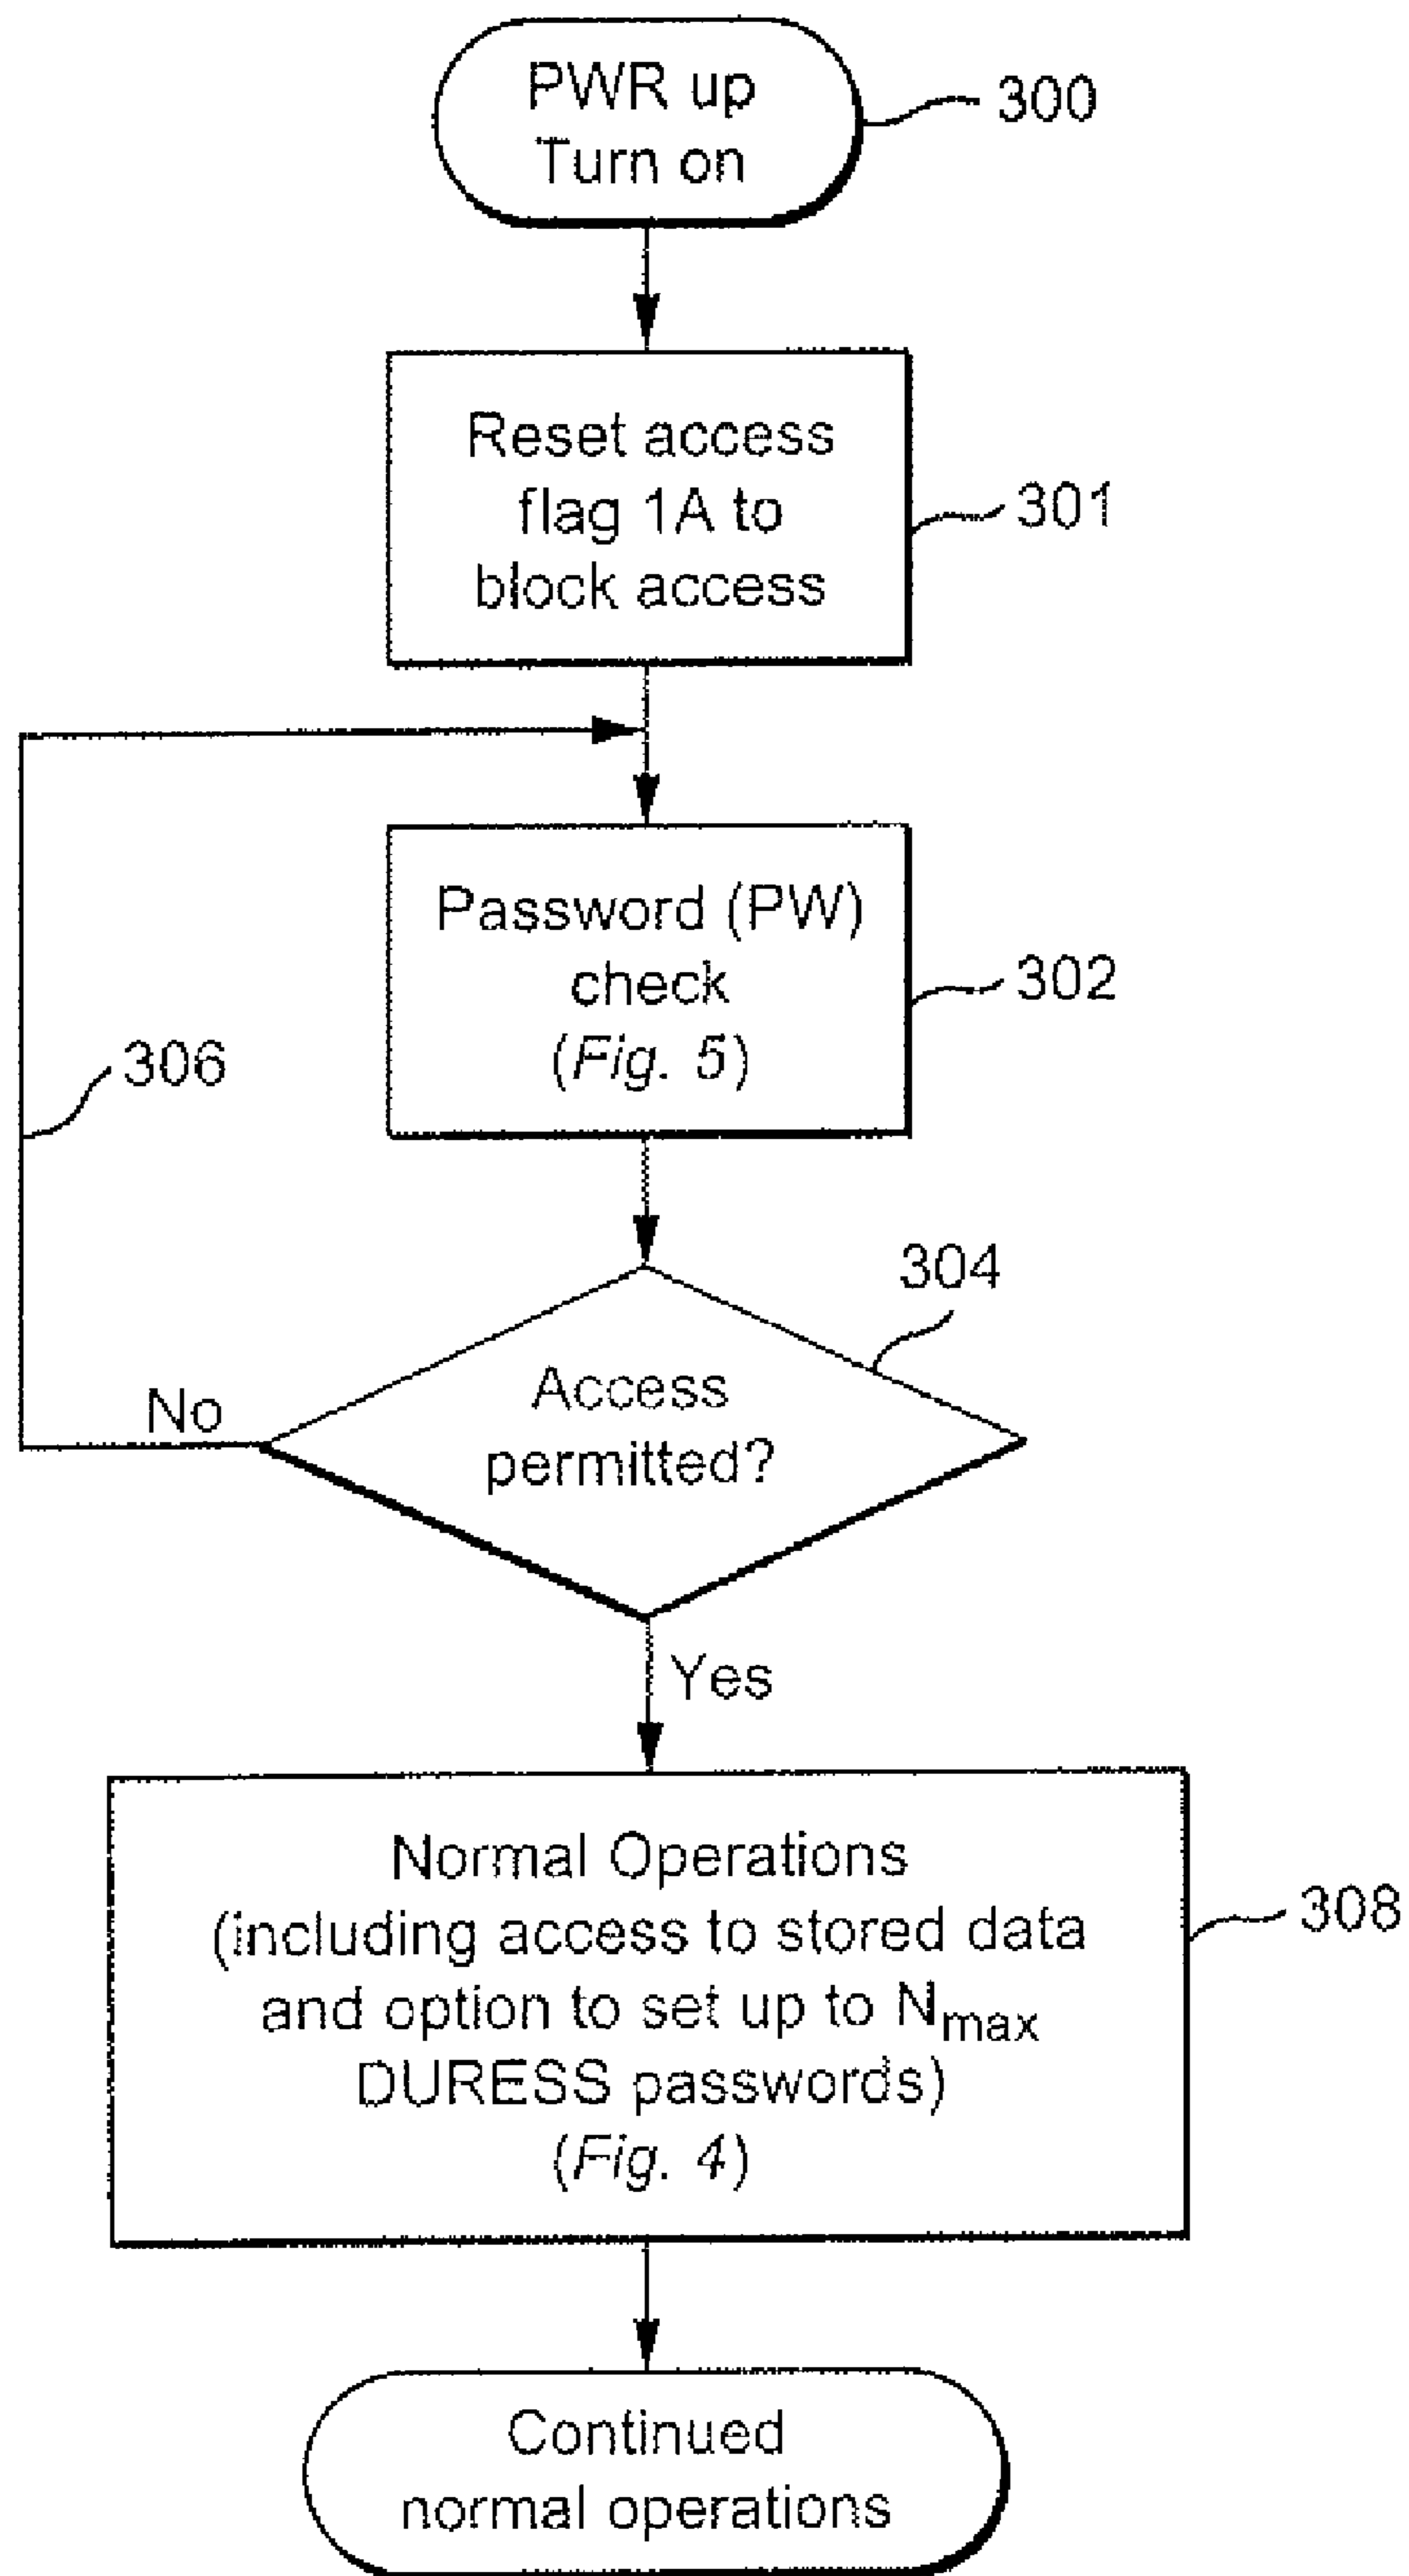 PWR up
Turn on
300
Reset access
flag 1A to
block access
301
Password (PW)
check
(Fig. 5)
302
306
304
Access
permitted?
No
Yes
Normal Operations
(including access to stored data
and option to set up to Nmax
DURESS passwords)
(Fig. 4)
308
Continued
normal operations